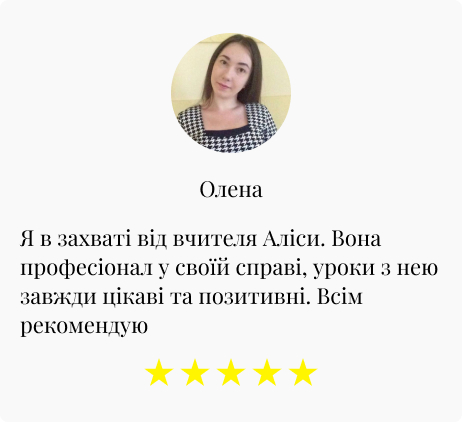 Олена
Я в захваті від вчителя Аліси. Вона
професіонал у своїй справі, уроки з нею
завжди цікаві та позитивні. Всім
рекомендую